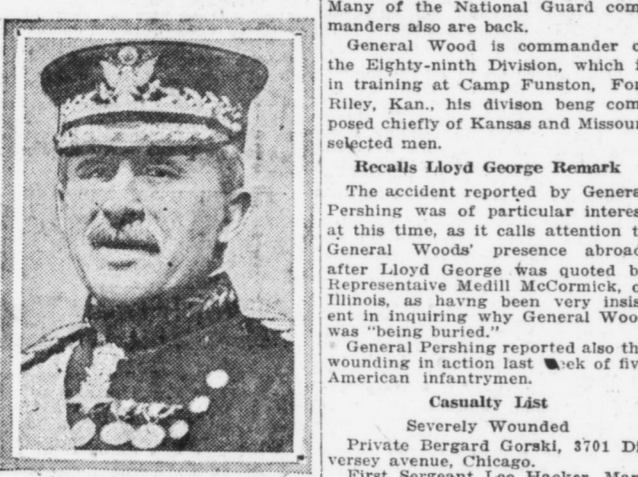 Many of the National Guard com-
manders also are back.
General Wood is commander o
the Eighty-ninth Division, which i
in training at Camp Funston, For
Riley, Kan., his divison beng com-
posed chiefly of Kansas and Missour
selected men.
Recalls Lloyd George Remark
The accident reported by Genera
Pershing was of particular interes
at this time, as it calls attention t
General Woods' presence abroad
after Lloyd George was quoted b
Representaive Medill McCormick, o
Illinois, as havng been very insis
ent in inquiring why General Woo
was "being buried."
General Pershing reported also th
wounding in action last of fiv
American infantrymen.
Casualty List
Severely Wounded
Private Bergard Gorski, 3701 Di
versey avenue, Chicago.
First Sergeant Leo